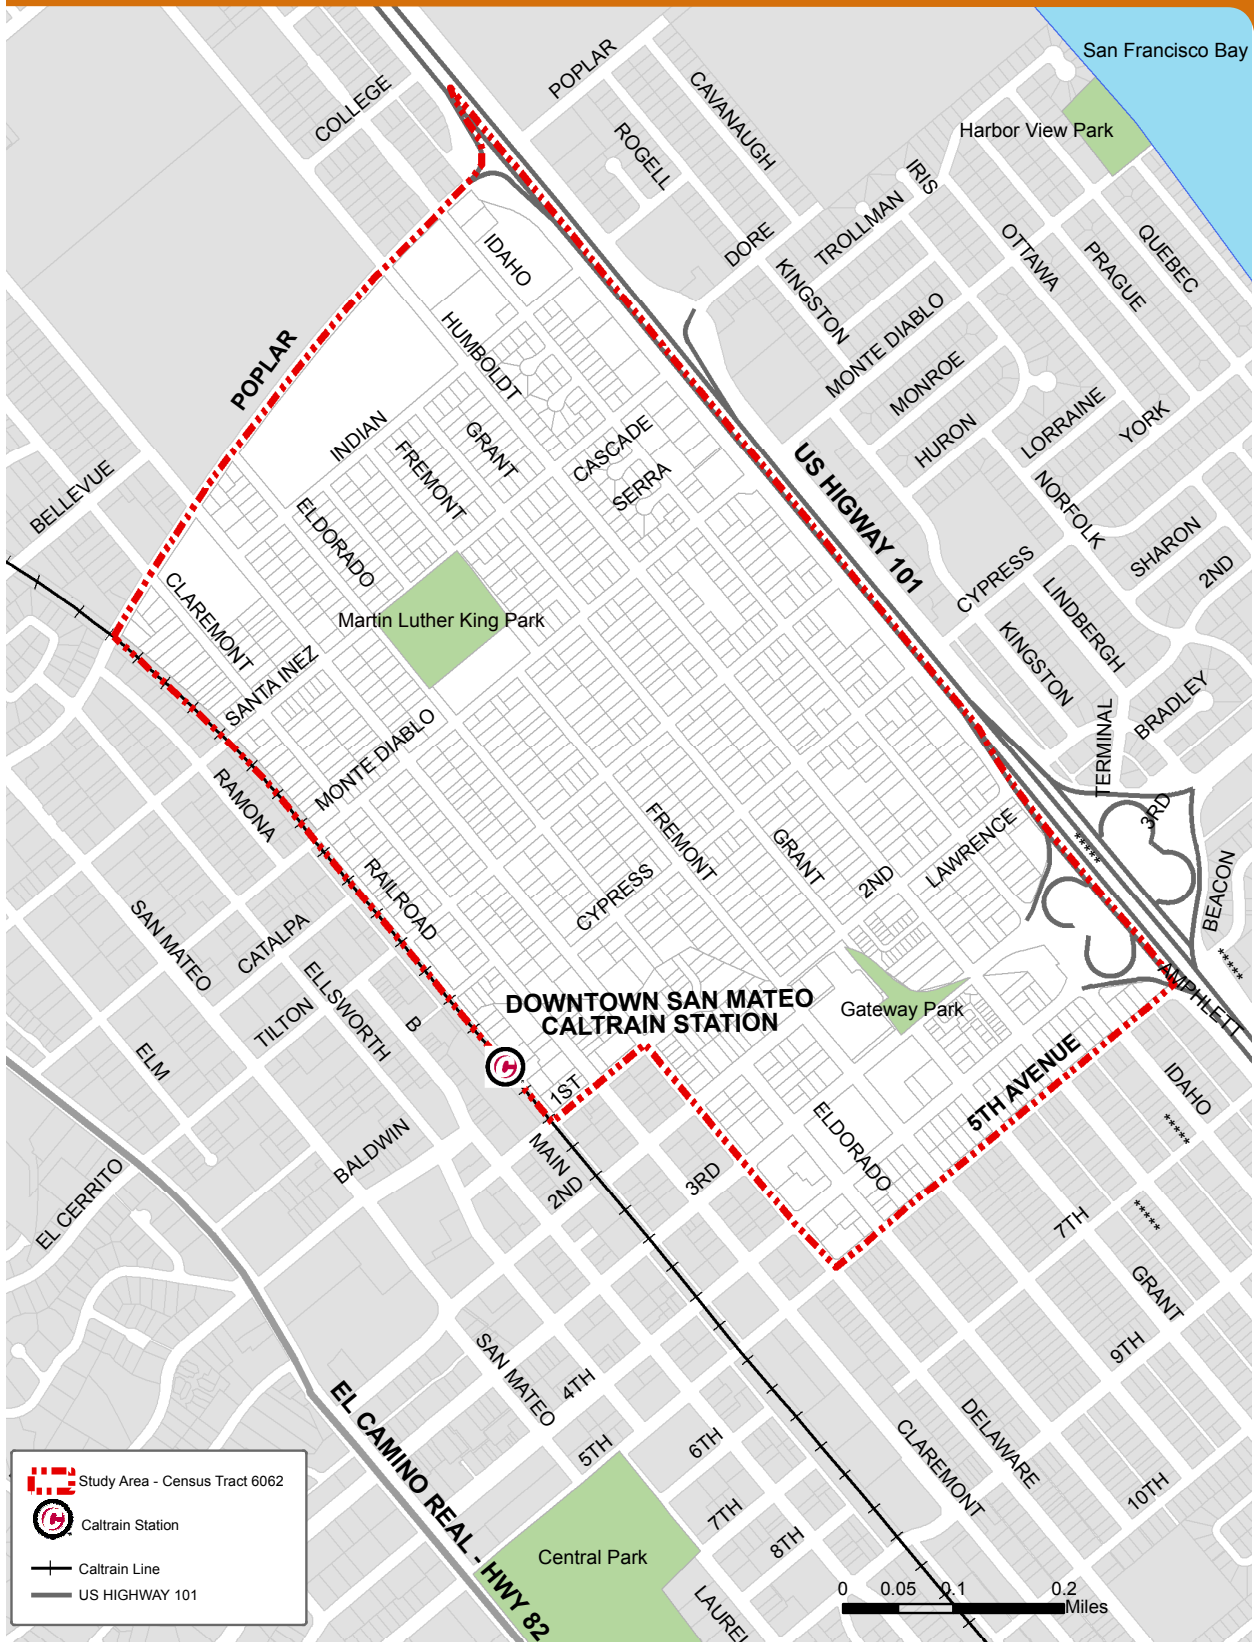 San Francisco Bay
POPLAR
CAVANAUGH
COLLEGE
Harbor View Park
ROGELL
IRIS
TROLLMAN
DORE
IDAHO
OTTAWA
QUEBEC
PRAGUE
KINGSTON
MONTE DIABLO
HUMBOLDT
POPLAR
MONROE
LORRAINE
YORK
HURON
INDIAN
GRANT
FREMONT
CASCADE
SERRA
US HIGWAY 101
BELLEVUE
ELDORADO
NORFOLK
SHARON
2ND
CYPRESS
LINDBERGH
CLAREMONT
Martin Luther King Park
KINGSTON
SANTA INEZ
BRADLEY
MONTE DIABLO
TERMINAL
RAMONA
3RD
FREMONT
GRANT
LAWRENCE
2ND
*****
RAILROAD
CYPRESS
BEACON
SAN MATEO
CATALPA
ELLSWORTH
*****
AMPHLETT
DOWNTOWN SAN MATEO
CALTRAIN STATION
Gateway Park
TILTON
B
ELM
C
1ST
5TH AVENUE
IDAHO
*****
ELDORADO
BALDWIN
MAIN
2ND
3RD
EL CERRITO
7TH
*****
GRANT
9TH
SAN MATEO
4TH
EL CAMINO REAL - HWY 82
5TH
6TH
DELAWARE
CLAREMONT
10TH
7TH
8TH
Central Park
LAUREL
Study Area - Census Tract 6062
C
Caltrain Station
Caltrain Line
US HIGHWAY 101
0 0.05 0.1 0.2
Miles